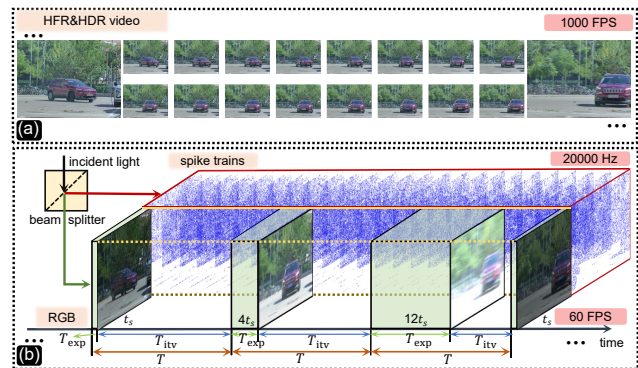 HFR&HDR video
1000 FPS
•••
(a)
•••
incident light
spike trains
20000 Hz
beam splitter
RGB
t_s
4t_s
12t_s
t_s
60 FPS
•••
T_exp
T_itv
T_exp
T_itv
T_exp
T_itv
•••
time
(b)
T
T
T